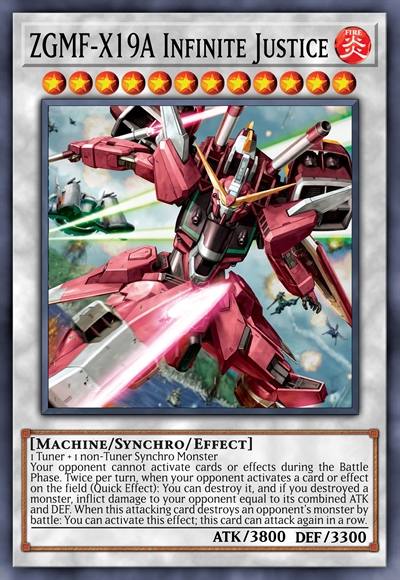 ZGMF-X19A Infinite Justice
FIRE
炎
[Machine/Synchro/Effect]
1 Tuner + 1 non-Tuner Synchro Monster
Your opponent cannot activate cards or effects during the Battle
Phase. Twice per turn, when your opponent activates a card or effect
on the field (Quick Effect): You can destroy it, and if you destroyed a
monster, inflict damage to your opponent equal to its combined ATK
and DEF. When this attacking card destroys an opponent's monster by
battle: You can activate this effect; this card can attack again in a row.
ATK/3800 DEF/3300